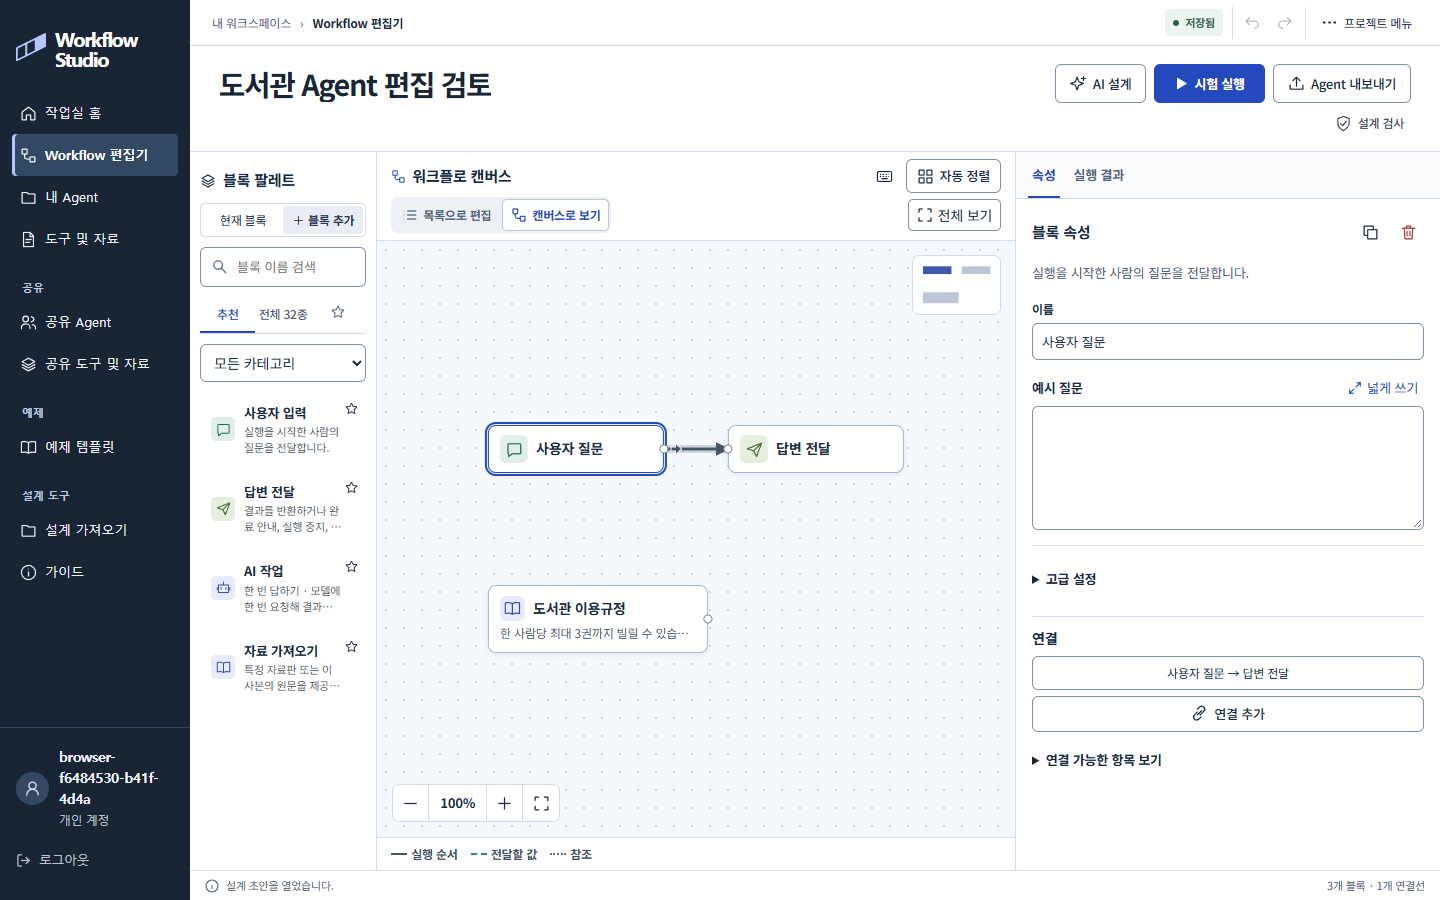 Workflow
Studio
작업실 홈
Workflow 편집기
내 Agent
도구 및 자료
공유
공유 Agent
공유 도구 및 자료
예제
예제 템플릿
설계 도구
설계 가져오기
가이드
browser-
f6484530-b41f-
4d4a
개인 계정
로그아웃
내 워크스페이스 › Workflow 편집기
저장됨
프로젝트 메뉴
도서관 Agent 편집 검토
AI 설계
시험 실행
Agent 내보내기
설계 검사
블록 팔레트
현재 블록
블록 추가
블록 이름 검색
추천
전체 32종
모든 카테고리
사용자 입력
실행을 시작한 사람의
질문을 전달합니다.
답변 전달
결과를 반환하거나 완
료 안내, 실행 중지, …
AI 작업
한 번 답하기 · 모델에
한 번 요청해 결과…
자료 가져오기
특정 자료판 또는 이
사본의 원문을 제공…
워크플로 캔버스
자동 정렬
목록으로 편집
캔버스로 보기
전체 보기
사용자 질문
답변 전달
도서관 이용규정
한 사람당 최대 3권까지 빌릴 수 있습…
100%
실행 순서
전달할 값
참조
속성
실행 결과
블록 속성
실행을 시작한 사람의 질문을 전달합니다.
이름
사용자 질문
예시 질문
넓게 쓰기
고급 설정
연결
사용자 질문 → 답변 전달
연결 추가
연결 가능한 항목 보기
설계 초안을 열었습니다.
3개 블록 · 1개 연결선